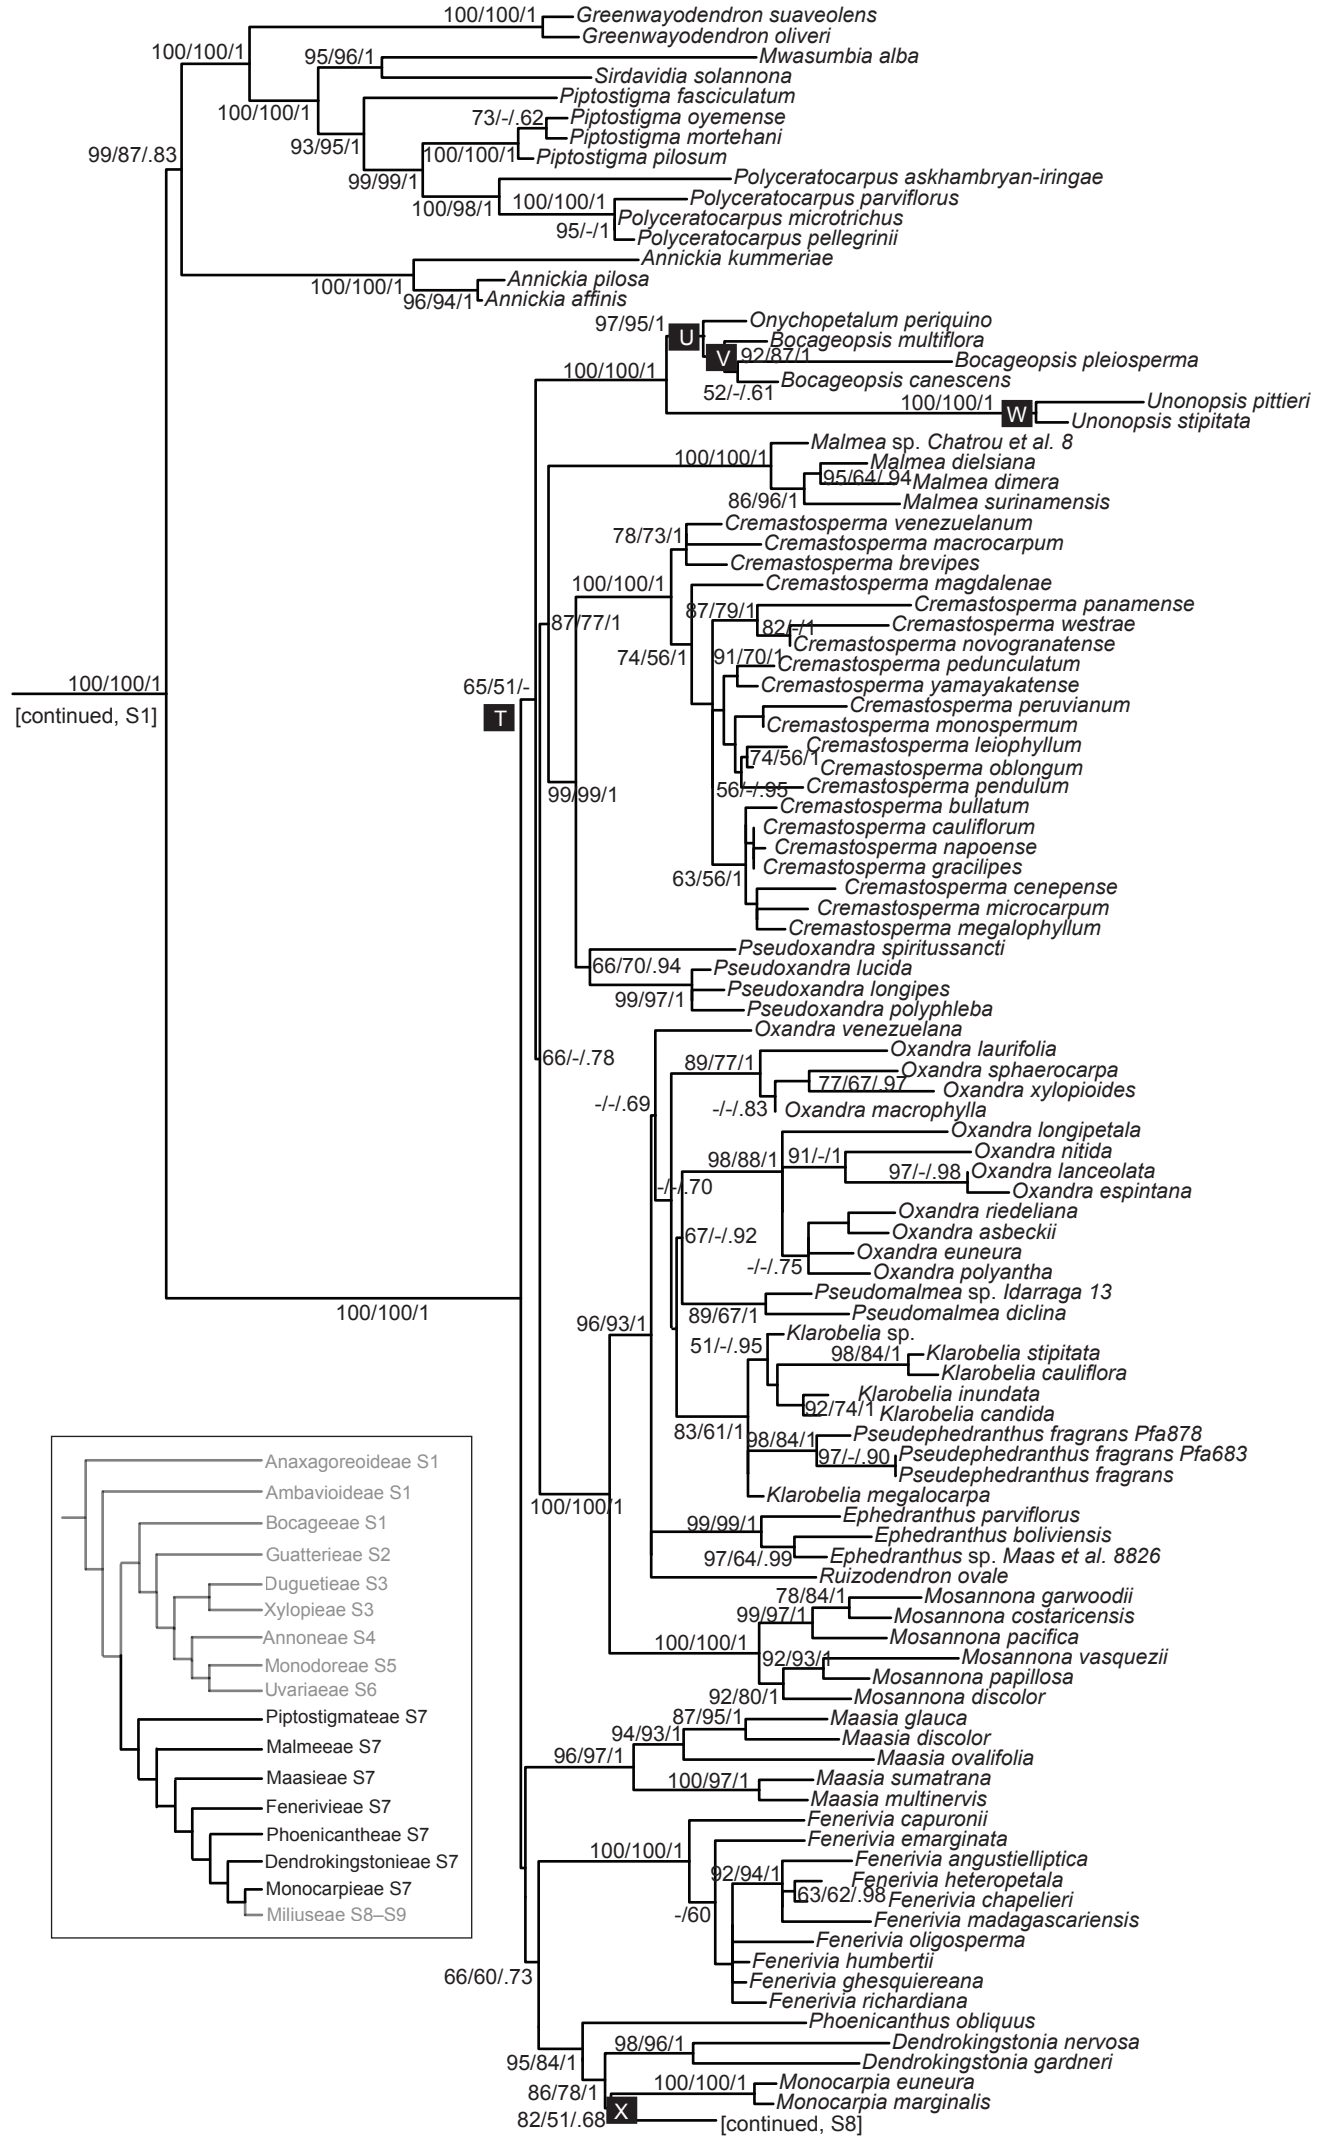 100/100/1
Greenwayodendron suaveolens
Greenwayodendron oliveri
100/100/1
95/96/1
Mwasumbia alba
Sirdavidia solannona
100/100/1
Piptostigma fasciculatum
73/-/.62
Piptostigma oyemense
Piptostigma mortehani
93/95/1
100/100/1
Piptostigma pilosum
99/87/.83
99/99/1
Polyceratocarpus askhambryan-iringae
100/98/1
100/100/1
Polyceratocarpus parviflorus
Polyceratocarpus microtrichus
95/-/1
Polyceratocarpus pellegrinii
Annickia kummeriae
100/100/1
Annickia pilosa
96/94/1
Annickia affinis
97/95/1
U
Onychopetalum periquino
Bocageopsis multiflora
V
92/87/1
Bocageopsis pleiosperma
100/100/1
Bocageopsis canescens
52/-/.61
100/100/1
W
Unonopsis pittieri
Unonopsis stipitata
Malmea sp. Chatrou et al. 8
100/100/1
Malmea dielsiana
95/64/.94
Malmea dimera
86/96/1
Malmea surinamensis
Cremastosperma venezuelanum
78/73/1
Cremastosperma macrocarpum
Cremastosperma brevipes
100/100/1
Cremastosperma magdalenae
87/79/1
Cremastosperma panamense
87/77/1
82/-/1
Cremastosperma westrae
Cremastosperma novogranatense
74/56/1
91/70/1
Cremastosperma pedunculatum
Cremastosperma yamayakatense
100/100/1
[continued, S1]
65/51/-
T
Cremastosperma peruvianum
Cremastosperma monospermum
Cremastosperma leiophyllum
74/56/1
Cremastosperma oblongum
56/-/.95
Cremastosperma pendulum
99/99/1
Cremastosperma bullatum
Cremastosperma cauliflorum
Cremastosperma napoense
Cremastosperma gracilipes
63/56/1
Cremastosperma cenepense
Cremastosperma microcarpum
Cremastosperma megalophyllum
Pseudoxandra spiritussancti
66/70/.94
Pseudoxandra lucida
Pseudoxandra longipes
99/97/1
Pseudoxandra polyphleba
Oxandra venezuelana
66/-/.78
89/77/1
Oxandra laurifolia
Oxandra sphaerocarpa
77/67/.97
Oxandra xylopioides
-/-/.69
-/-/.83
Oxandra macrophylla
Oxandra longipetala
98/88/1
91/-/1
Oxandra nitida
97/-/.98
Oxandra lanceolata
-/-/.70
Oxandra espintana
Oxandra riedeliana
67/-/.92
Oxandra asbeckii
Oxandra euneura
-/-/.75
Oxandra polyantha
Pseudomalmea sp. Idarraga 13
100/100/1
89/67/1
Pseudomalmea diclina
96/93/1
Klarobelia sp.
51/-/.95
98/84/1
Klarobelia stipitata
Klarobelia cauliflora
Klarobelia inundata
92/74/1
Klarobelia candida
83/61/1
98/84/1
Pseudephedranthus fragrans Pfa878
97/-/.90
Pseudephedranthus fragrans Pfa683
Pseudephedranthus fragrans
Klarobelia megalocarpa
100/100/1
Ephedranthus parviflorus
99/99/1
Ephedranthus boliviensis
97/64/.99
Ephedranthus sp. Maas et al. 8826
Ruizodendron ovale
78/84/1
Mosannona garwoodii
99/97/1
Mosannona costaricensis
Mosannona pacifica
100/100/1
92/93/1
Mosannona vasquezii
Mosannona papillosa
92/80/1
Mosannona discolor
87/95/1
Maasia glauca
94/93/1
Maasia discolor
96/97/1
Maasia ovalifolia
100/97/1
Maasia sumatrana
Maasia multinervis
Fenerivia capuronii
Fenerivia emarginata
100/100/1
Fenerivia angustielliptica
92/94/1
Fenerivia heteropetala
63/62/.98
Fenerivia chapelieri
-/60
Fenerivia madagascariensis
Fenerivia oligosperma
Fenerivia humbertii
66/60/.73
Fenerivia ghesquiereana
Fenerivia richardiana
Phoenicanthus obliquus
98/96/1
Dendrokingstonia nervosa
95/84/1
Dendrokingstonia gardneri
86/78/1
100/100/1
Monocarpia euneura
Monocarpia marginalis
82/51/.68
X
[continued, S8]
Anaxagoreoideae S1
Ambavioideae S1
Bocageeae S1
Guatterieae S2
Duguetieae S3
Xylopieae S3
Annoneae S4
Monodoreae S5
Uvariaeae S6
Piptostigmateae S7
Malmeeae S7
Maasieae S7
Fenerivieae S7
Phoenicantheae S7
Dendrokingstonieae S7
Monocarpieae S7
Miliuseae S8–S9